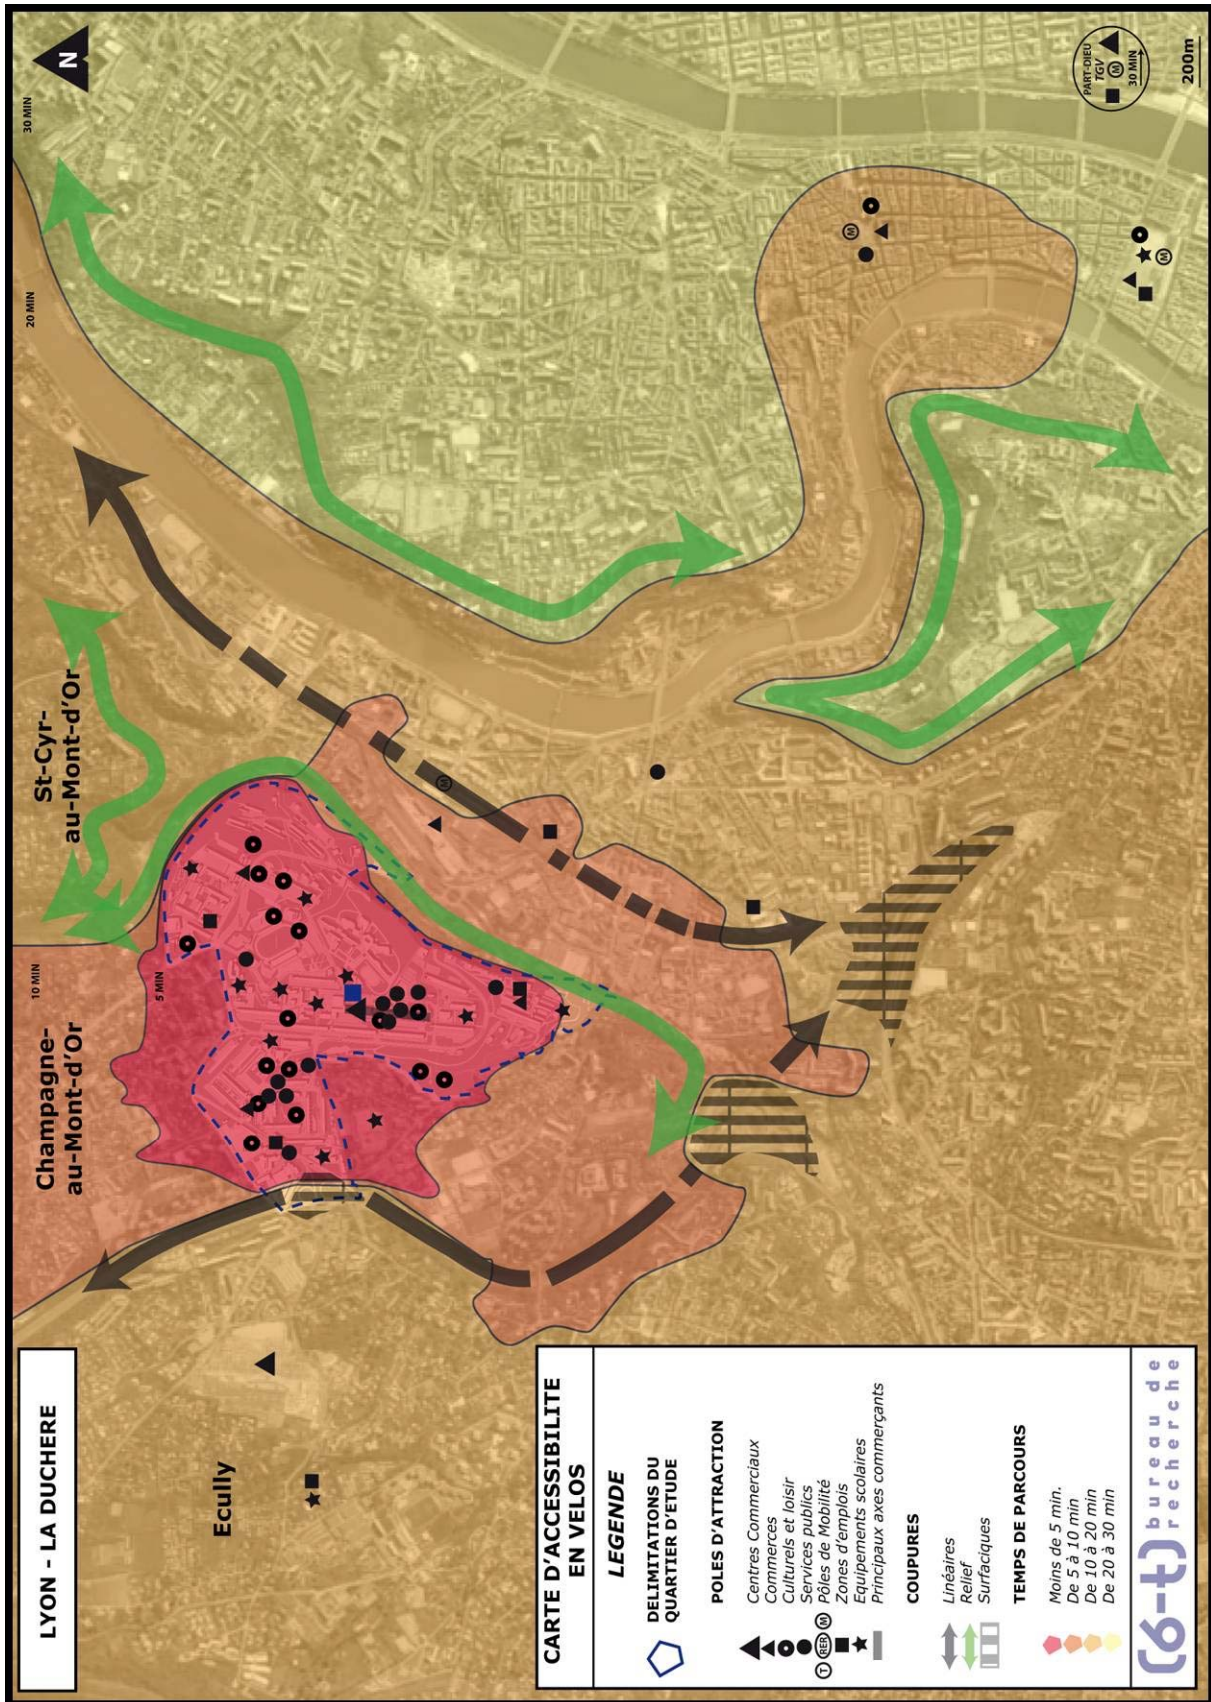 LYON - LA DUCHERE
Champagne-
au-Mont-d'Or
St-Cyr-
au-Mont-d'Or
Ecully
5 MIN
10 MIN
20 MIN
30 MIN
N
M
M
M
PART-DIEU
TGV
M
30 MIN
200m
CARTE D'ACCESSIBILITE
EN VELOS
LEGENDE
DELIMITATIONS DU
QUARTIER D'ETUDE
POLES D'ATTRACTION
Centres Commerciaux
Commerces
Culturels et loisir
Services publics
T RER M Pôles de Mobilité
Zones d'emplois
Equipements scolaires
Principaux axes commerçants
COUPURES
Linéaires
Relief
Surfaciques
TEMPS DE PARCOURS
Moins de 5 min.
De 5 à 10 min
De 10 à 20 min
De 20 à 30 min
(6-t)
bureau de
recherche